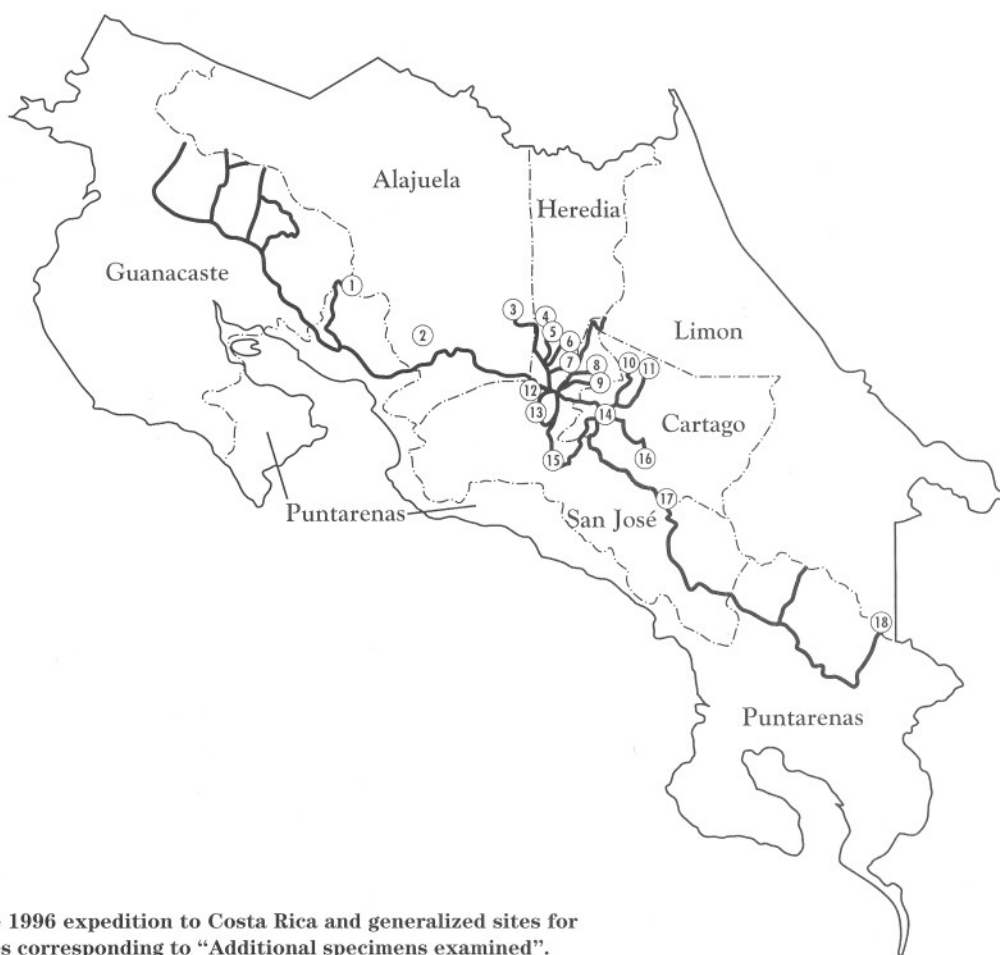 Alajuela
Heredia
Guanacaste
1
2
3
4
5
6
Limon
7
8
10
11
9
12
13
14
Cartago
15
16
17
Puntarenas
San José
18
Puntarenas
1996 expedition to Costa Rica and generalized sites for
corresponding to “Additional specimens examined”.